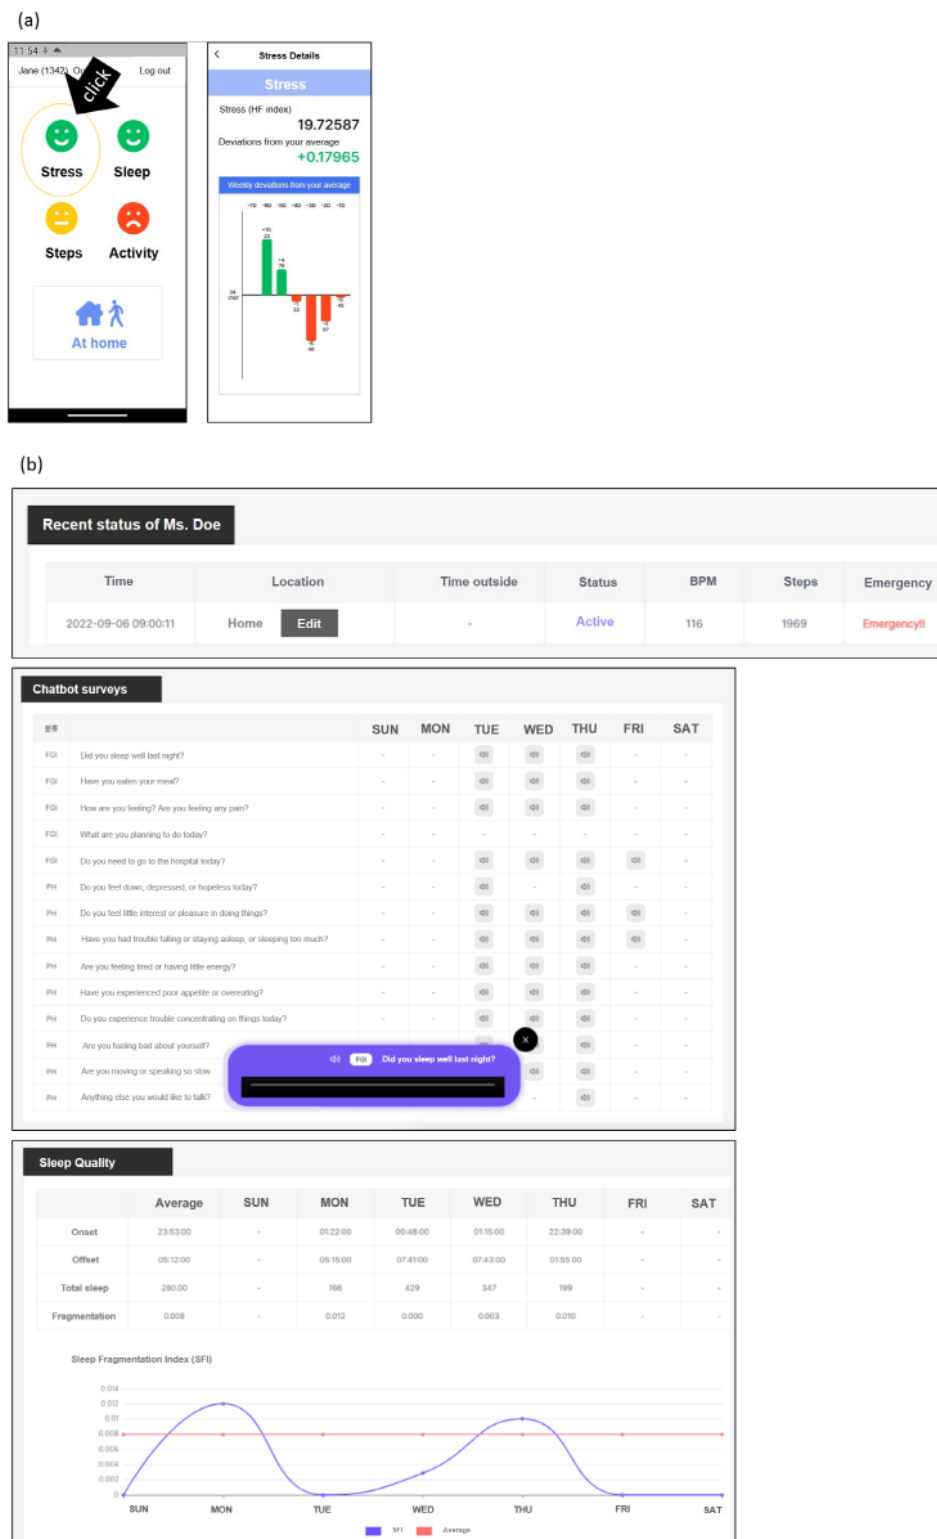 (a)
11:54
Jane (1342), Ou
Log out
click
Stress Sleep
Steps Activity
At home
Stress Details
Stress
Stress (HF index)
19.72587
Deviations from your average
+0.17965
Weekly deviations from your average
-70 -60 -50 -40 -30 -20 -10
(b)
Recent status of Ms. Doe
Time Location Time outside Status BPM Steps Emergency
2022-09-06 09:00:11 Home Edit - Active 116 1969 Emergency!!
Chatbot surveys
분류 SUN MON TUE WED THU FRI SAT
FGI Did you sleep well last night? - - - -
FGI Have you eaten your meal? - - - -
FGI How are you feeling? Are you feeling any pain? - - - -
FGI What are you planning to do today? - - - - - - -
FGI Do you need to go to the hospital today? - - -
PH Do you feel down, depressed, or hopeless today? - - - - -
PH Do you feel little interest or pleasure in doing things? - - -
PH Have you had trouble falling or staying asleep, or sleeping too much? - - -
PH Are you feeling tired or having little energy? - - - -
PH Have you experienced poor appetite or overeating? - - - -
PH Do you experience trouble concentrating on things today? - - - -
PH Are you feeling bad about yourself? - -
X
FGI Did you sleep well last night?
PH Are you moving or speaking so slow - -
PH Anything else you would like to talk? - - -
Sleep Quality
Average SUN MON TUE WED THU FRI SAT
Onset 23:53:00 - 01:22:00 00:48:00 01:15:00 22:39:00 - -
Offset 05:12:00 - 05:15:00 07:41:00 07:43:00 01:55:00 - -
Total sleep 280.00 - 166 429 347 199 - -
Fragmentation 0.008 - 0.012 0.000 0.003 0.010 - -
Sleep Fragmentation Index (SFI)
0.014
0.012
0.01
0.008
0.006
0.004
0.002
0
SUN MON TUE WED THU FRI SAT
SFI Average